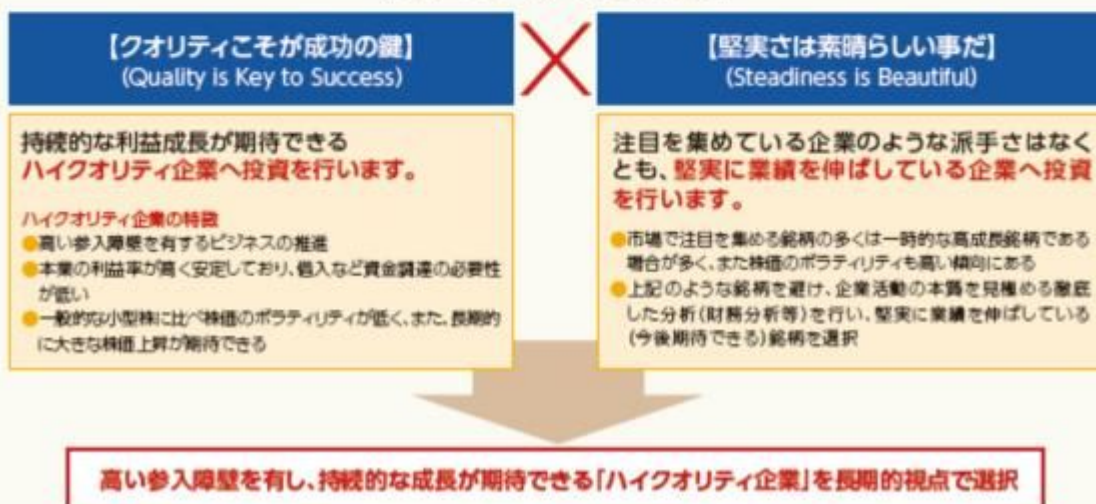 【クオリティこそが成功の鍵】
(Quality is Key to Success)
【堅実さは素晴らしい事だ】
(Steadiness is Beautiful)
持続的な利益成長が期待できる
ハイクオリティ企業へ投資を行います。
ハイクオリティ企業の特徴
●高い参入障壁を有するビジネスの推進
●本業の利益率が高く安定しており、借入など資金調達の必要性
が低い
●一般的な小型株に比べ株価のボラティリティが低く、また、長期的
に大きな株価上昇が期待できる
注目を集めている企業のような派手さはなく
とも、堅実に業績を伸ばしている企業へ投資
を行います。
●市場で注目を集める銘柄の多くは一時的な高成長銘柄である
場合が多く、また株価のボラティリティも高い傾向にある
●上記のような銘柄を避け、企業活動の本質を見極める徹底
した分析(財務分析等)を行い、堅実に業績を伸ばしている
(今後期待できる)銘柄を選択
高い参入障壁を有し、持続的な成長が期待できる「ハイクオリティ企業」を長期的視点で選択